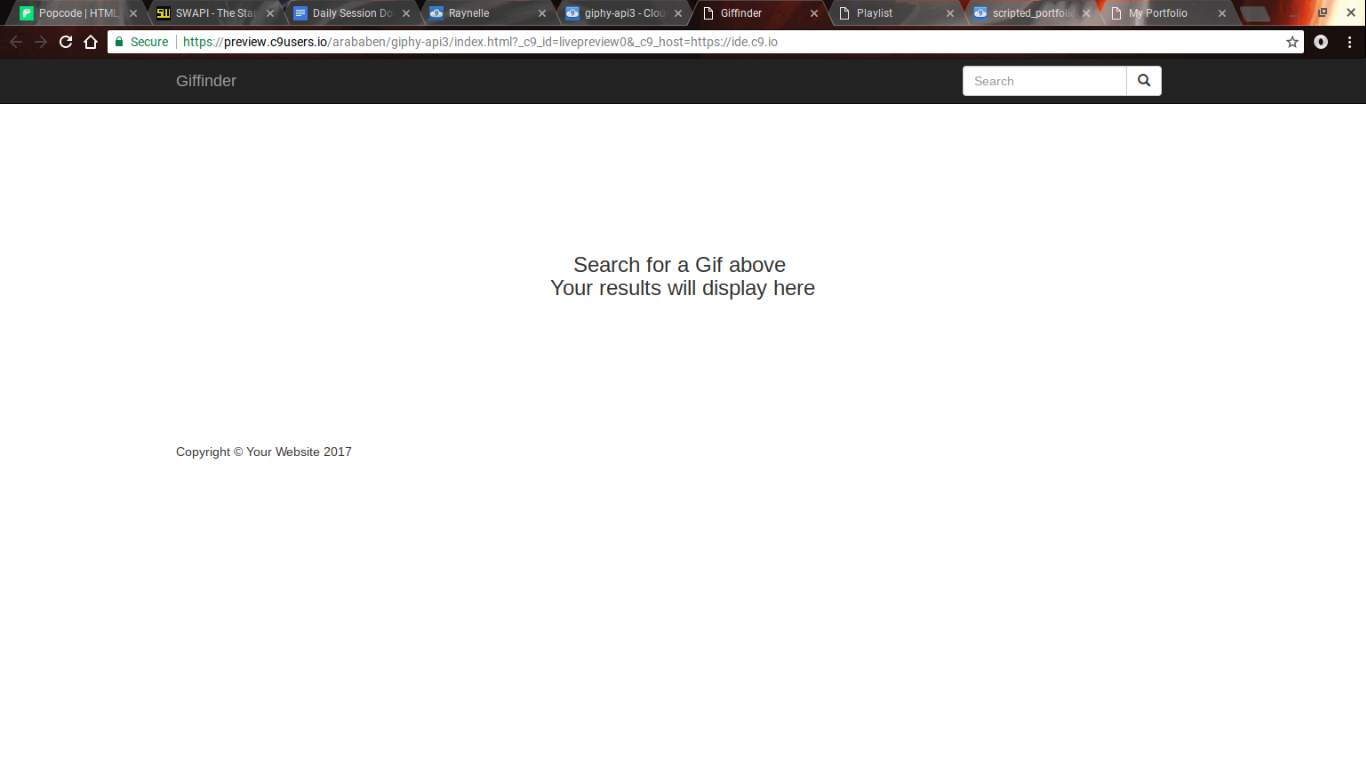 Popcode | HTML
SWAPI - The Sta
Daily Session Do
Raynelle
giphy-api3 - Clou
Giffinder
Playlist
scripted_portfolio
My Portfolio
Secure
https://preview.c9users.io/arababen/giphy-api3/index.html?_c9_id=livepreview0&_c9_host=https://ide.c9.io
Giffinder
Search
Search for a Gif above
Your results will display here
Copyright © Your Website 2017